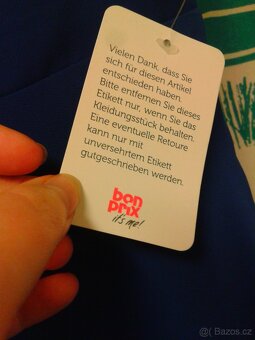 Vielen Dank, dass Sie
sich für diesen Artikel
entschieden haben.
Bitte entfernen Sie dieses
Etikett nur, wenn Sie das
Kleidungsstück behalten.
Eine eventuelle Retoure
kann nur mit
unversehrtem Etikett
gutgeschrieben werden.
bon
prix
it's me!
© Bazos.cz